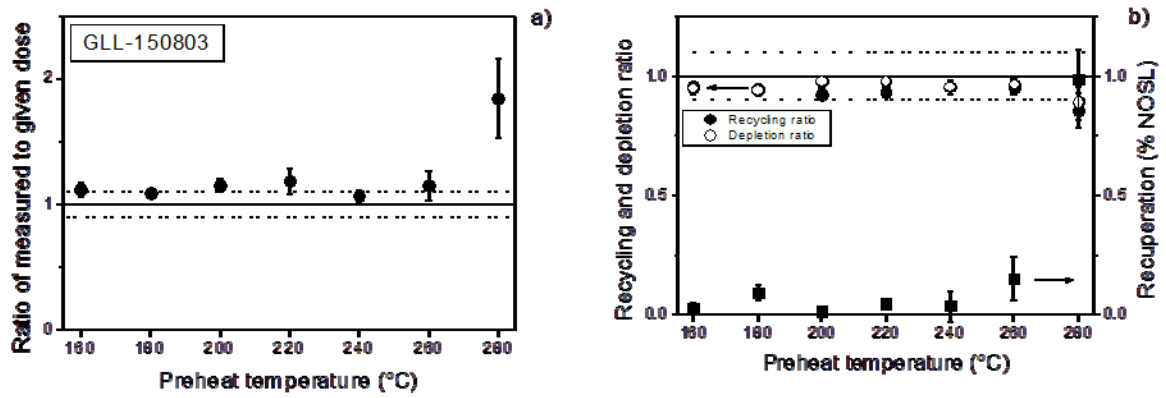 a)
GLL-150803
Ratio of measured to given dose
2
1
0
160 180 200 220 240 260 280
Preheat temperature (°C)
b)
Recycling and depletion ratio
1.0
0.5
0.0
Recycling ratio
Depletion ratio
160 180 200 220 240 260 280
Preheat temperature (°C)
1.0
0.5
0.0
Recuperation (% NOSL)